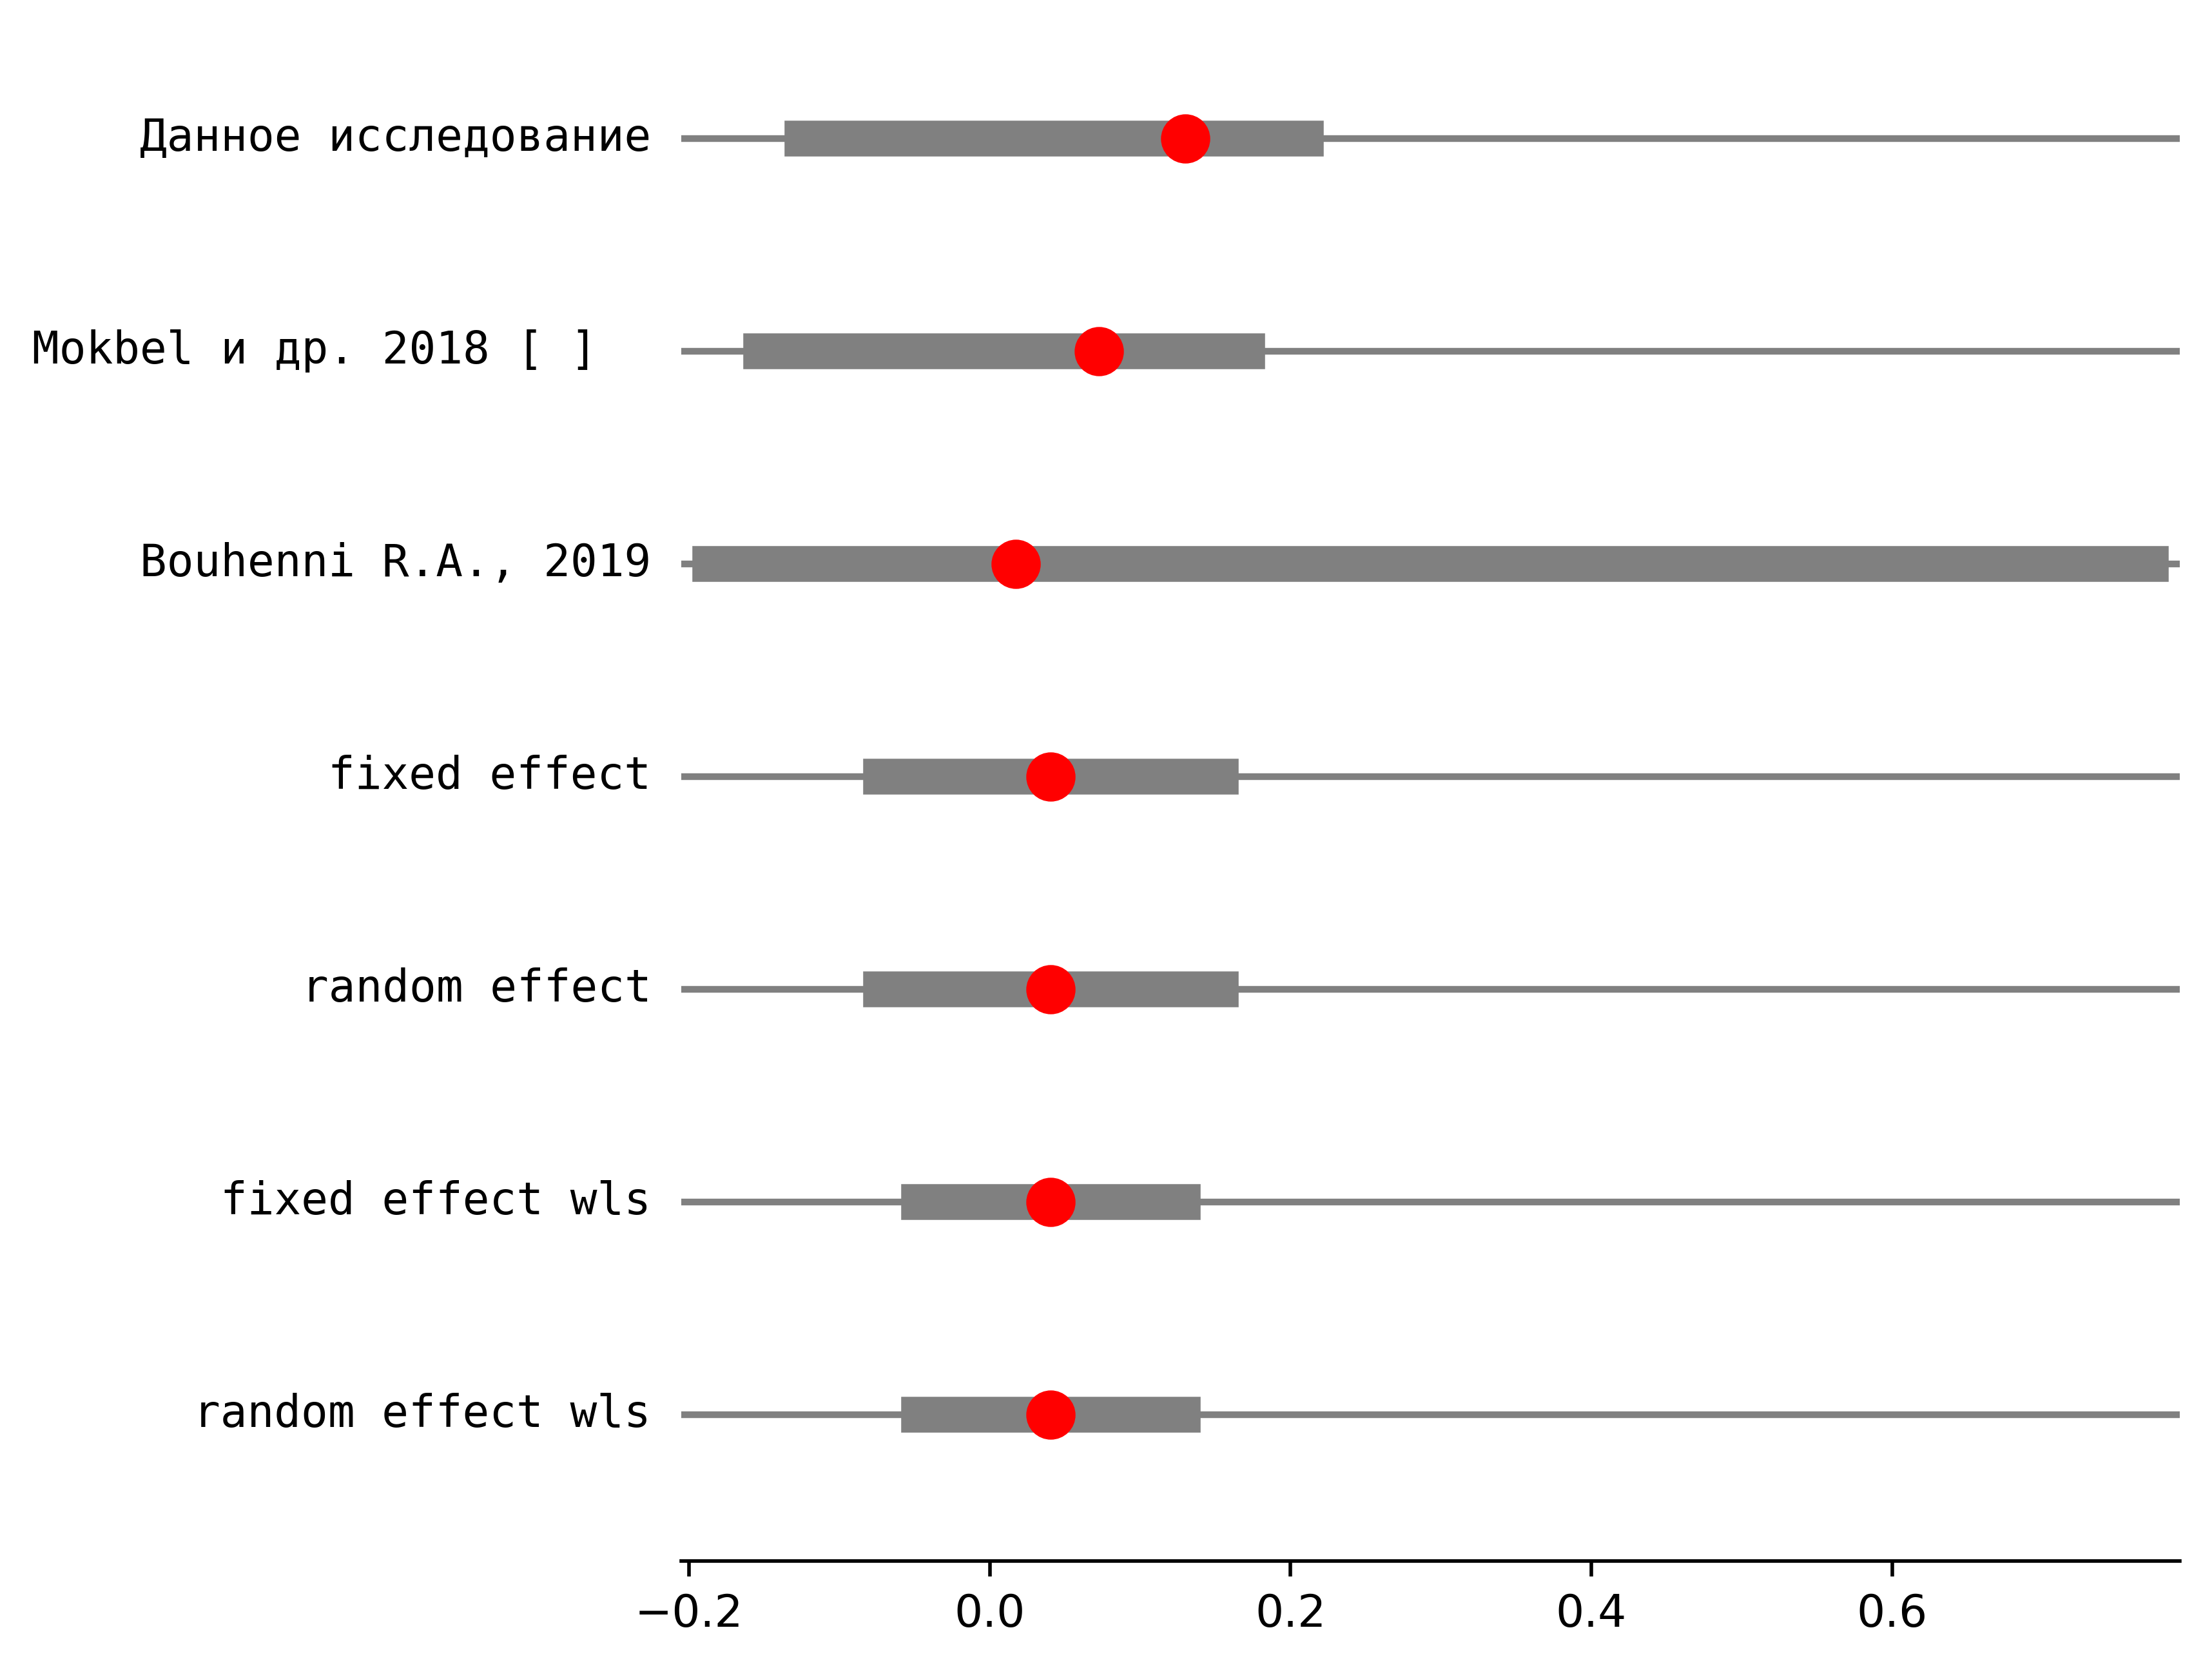 Данное исследование
Mokbel и др. 2018 [ ]
Bouhenni R.A., 2019
fixed effect
random effect
fixed effect wls
random effect wls
−0.2 0.0 0.2 0.4 0.6